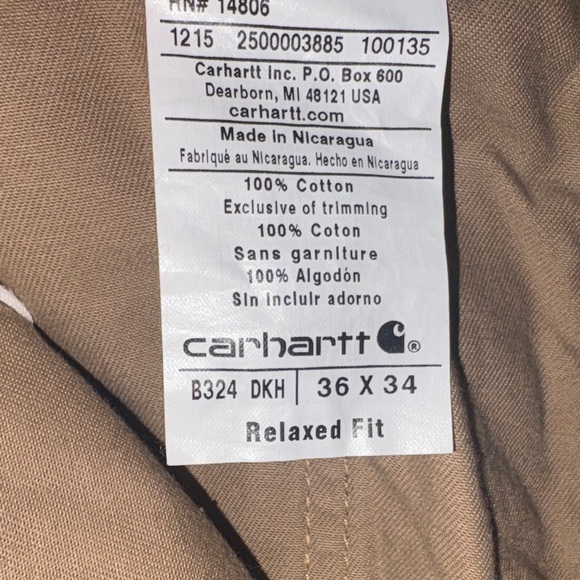 RN# 14806
1215 2500003885 100135
Carhartt Inc. P.O. Box 600
Dearborn, MI 48121 USA
carhartt.com
Made in Nicaragua
Fabriqué au Nicaragua. Hecho en Nicaragua
100% Cotton
Exclusive of trimming
100% Coton
Sans garniture
100% Algodón
Sin incluir adorno
carhartt ®
B324 DKH | 36 X 34
Relaxed Fit